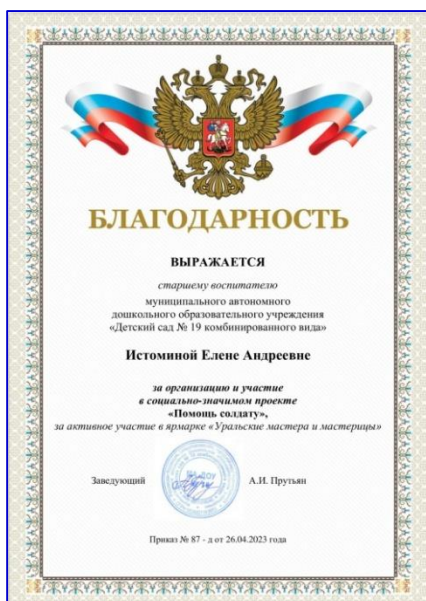 БЛАГОДАРНОСТЬ
ВЫРАЖАЕТСЯ
старшему воспитателю
муниципального автономного
дошкольного образовательного учреждения
«Детский сад № 19 комбинированного вида»
Истоминой Елене Андреевне
за организацию и участие
в социально-значимом проекте
«Помощь солдату»,
за активное участие в ярмарке «Уральские мастера и мастерицы»
Заведующий А.И. Прутьян
Приказ № 87 - д от 26.04.2023 года